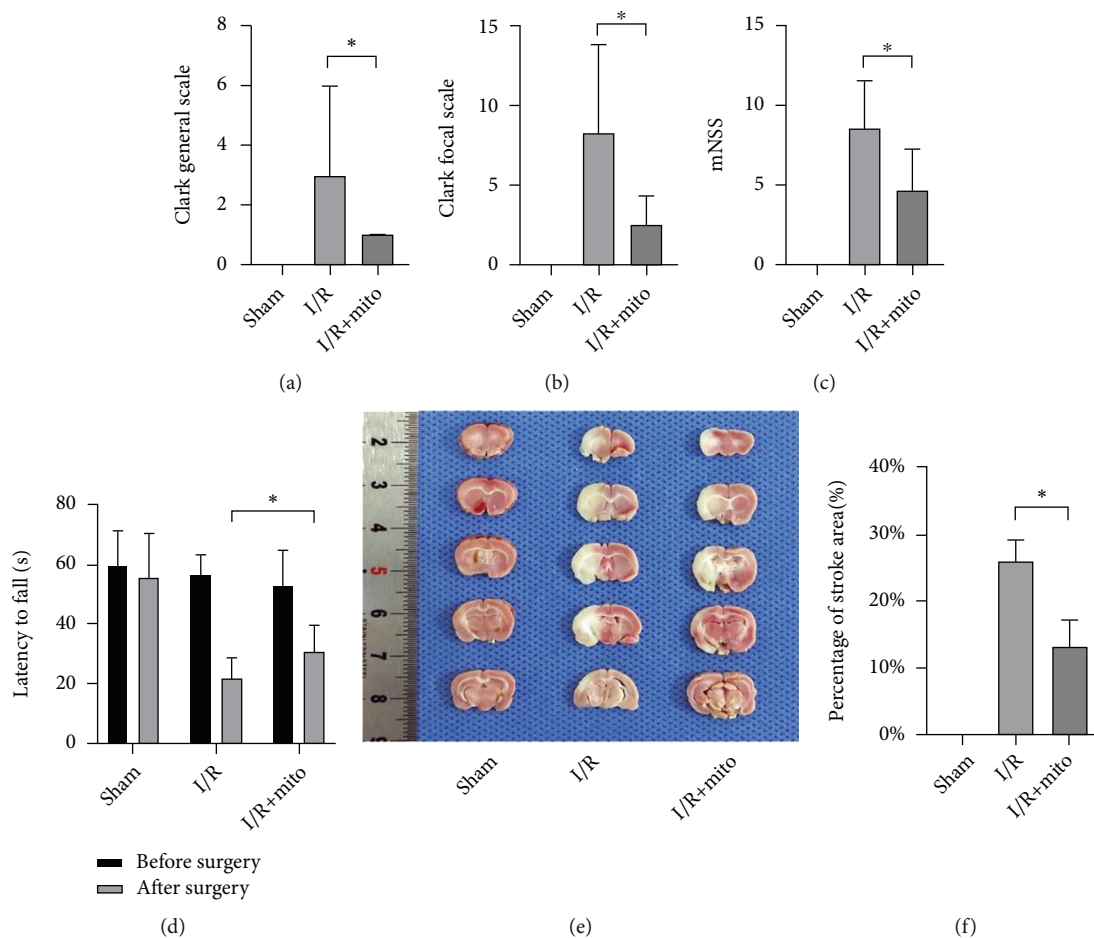 8
6
4
2
0
Clark general scale
*
Sham
I/R
I/R+mito
(a)
15
10
5
0
Clark focal scale
*
Sham
I/R
I/R+mito
(b)
15
10
5
0
mNSS
*
Sham
I/R
I/R+mito
(c)
80
60
40
20
0
Latency to fall (s)
*
Sham
I/R
I/R+mito
Before surgery
After surgery
(d)
2
3
4
5
6
7
8
Sham
I/R
I/R+mito
(e)
40%
30%
20%
10%
0%
Percentage of stroke area(%)
*
Sham
I/R
I/R+mito
(f)